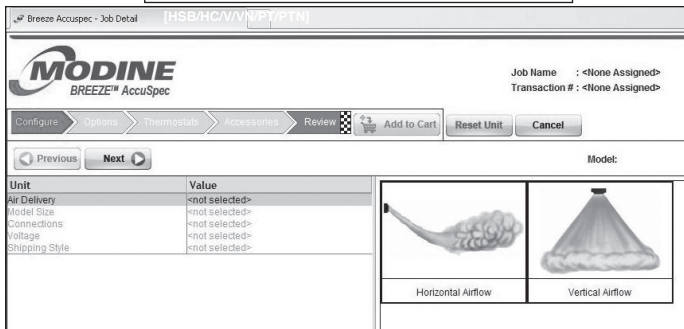 Breeze Accuspec - Job Detail
[HSB/HC/V/VN/PT/PTN]
MODINE
BREEZE™ AccuSpec
Job Name : <None Assigned>
Transaction # : <None Assigned>
Configure Options Thermostats Accessories Review Add to Cart Reset Unit Cancel
Previous Next Model:
Unit Value
Air Delivery <not selected>
Model Size <not selected>
Connections <not selected>
Voltage <not selected>
Shipping Style <not selected>
Horizontal Airflow Vertical Airflow